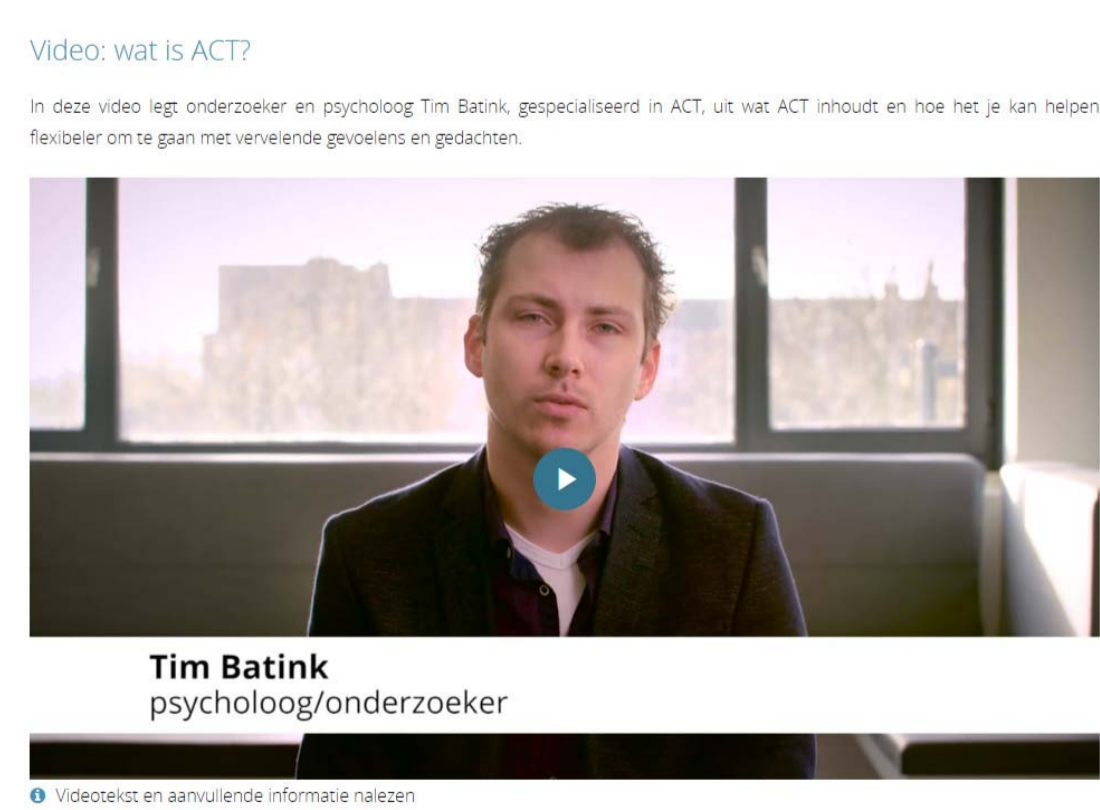 Video: wat is ACT?
In deze video legt onderzoeker en psycholoog Tim Batink, gespecialiseerd in ACT, uit wat ACT inhoudt en hoe het je kan helpen
flexibeler om te gaan met vervelende gevoelens en gedachten.
Tim Batink
psycholoog/onderzoeker
Videotekst en aanvullende informatie nalezen